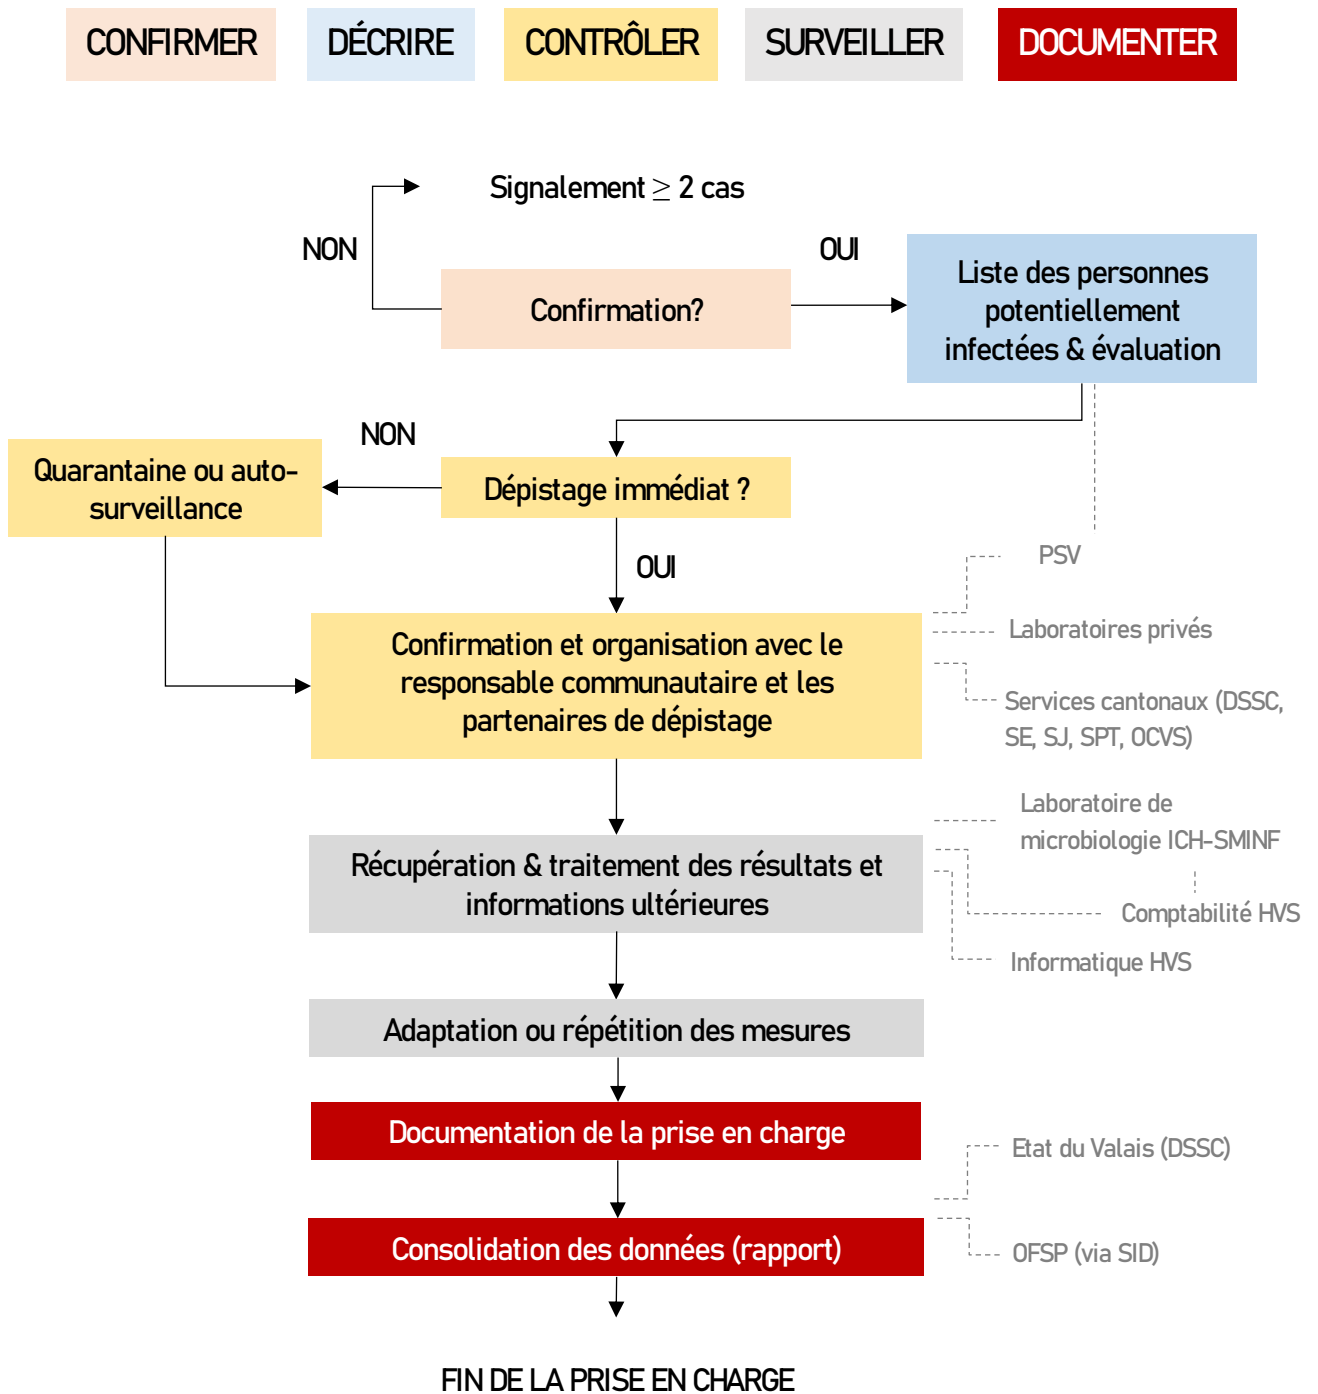 CONFIRMER
DÉCRIRE
CONTRÔLER
SURVEILLER
DOCUMENTER
Signalement ≥ 2 cas
NON
OUI
Confirmation?
Liste des personnes
potentiellement
infectées & évaluation
NON
Quarantaine ou auto-
surveillance
Dépistage immédiat ?
OUI
PSV
Confirmation et organisation avec le
responsable communautaire et les
partenaires de dépistage
Laboratoires privés
Services cantonaux (DSSC,
SE, SJ, SPT, OCVS)
Laboratoire de
microbiologie ICH-SMINF
Récupération & traitement des résultats et
informations ultérieures
Comptabilité HVS
Informatique HVS
Adaptation ou répétition des mesures
Documentation de la prise en charge
Etat du Valais (DSSC)
Consolidation des données (rapport)
OFSP (via SID)
FIN DE LA PRISE EN CHARGE